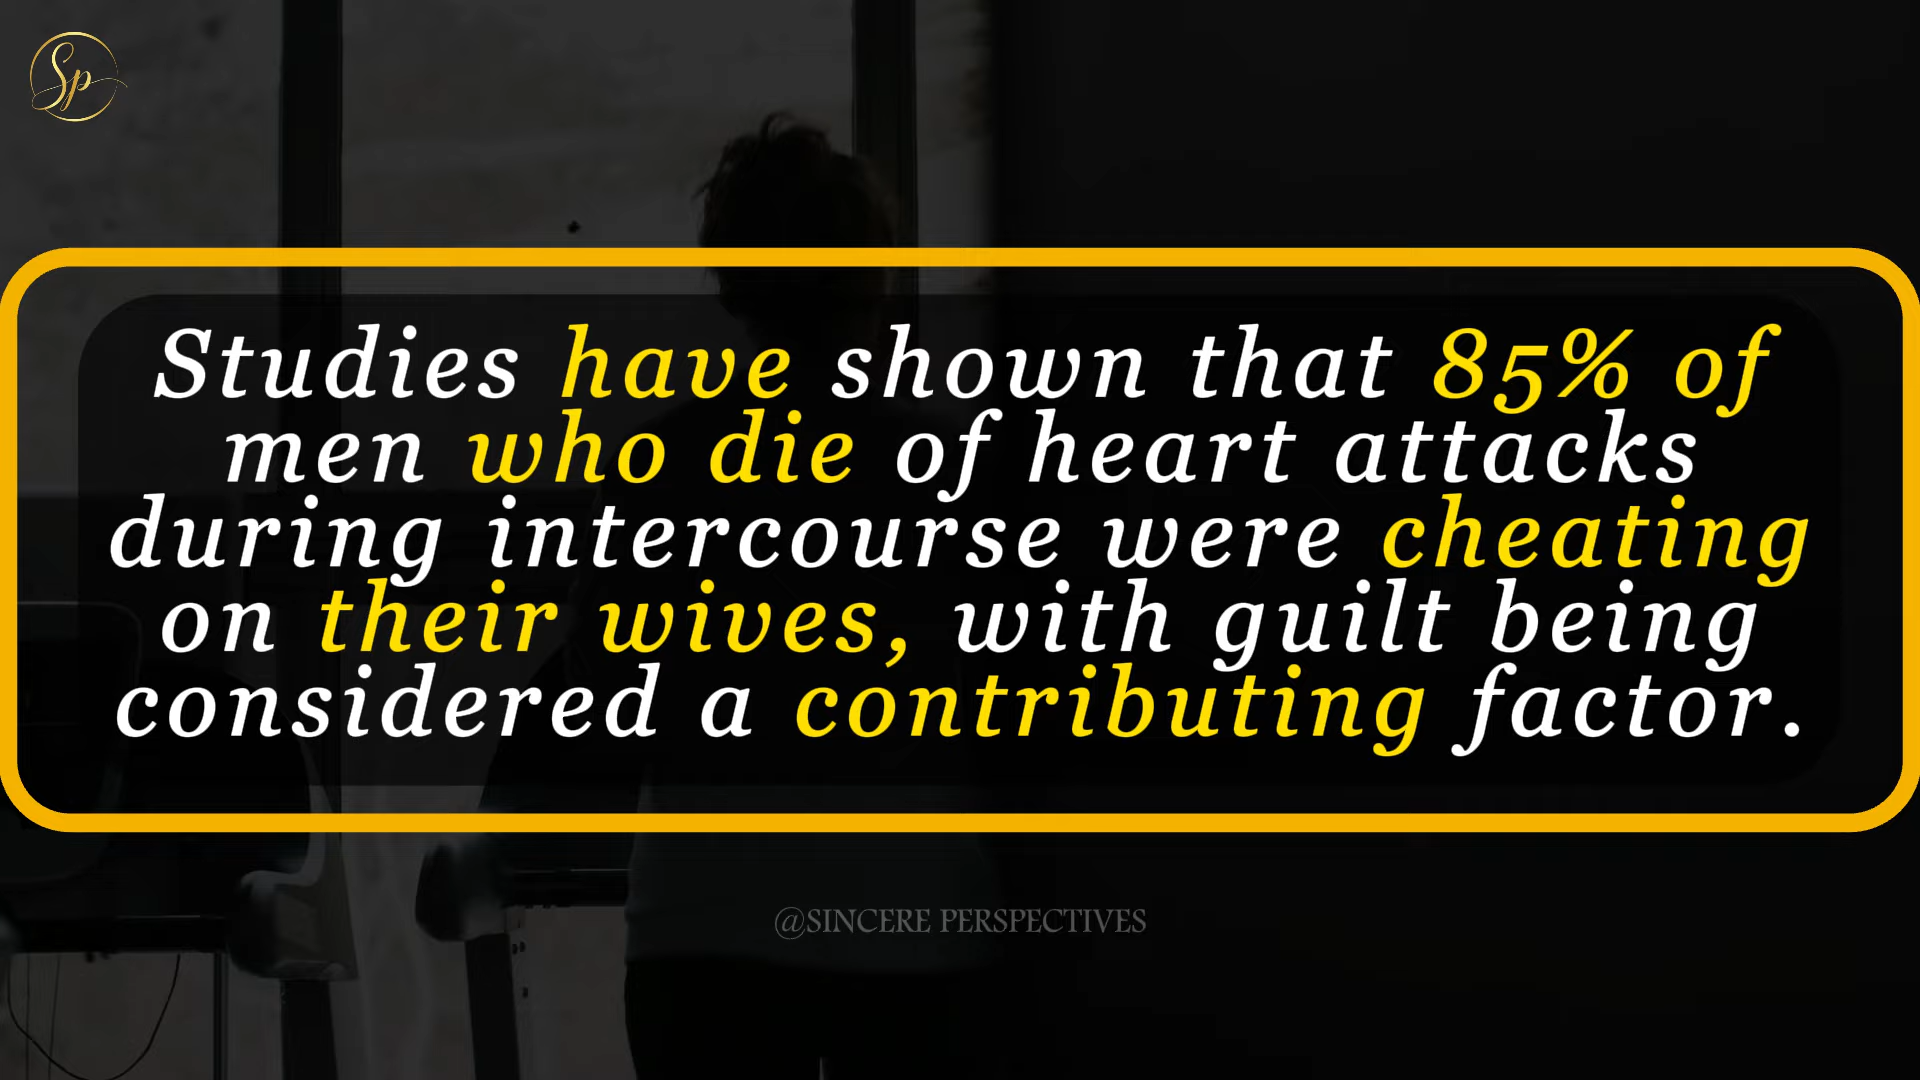 Sp
Studies have shown that 85% of
men who die of heart attacks
during intercourse were cheating
on their wives, with guilt being
considered a contributing factor.
@SINCERE PERSPECTIVES